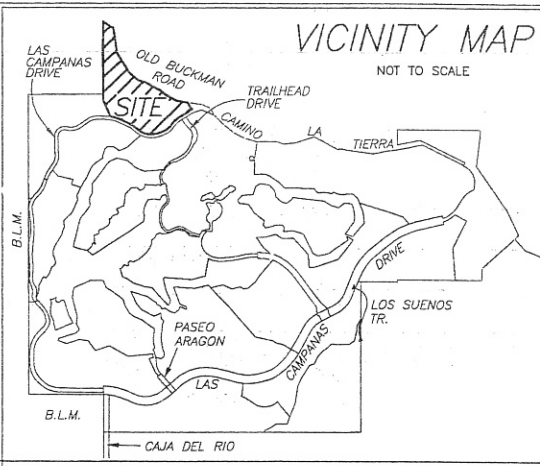 VICINITY MAP
NOT TO SCALE
LAS
CAMPANAS
DRIVE
OLD BUCKMAN
ROAD
SITE
TRAILHEAD
DRIVE
CAMINO LA TIERRA
B.L.M.
DRIVE
LOS SUENOS
TR.
PASEO
ARAGON
LAS CAMPANAS
B.L.M.
CAJA DEL RIO